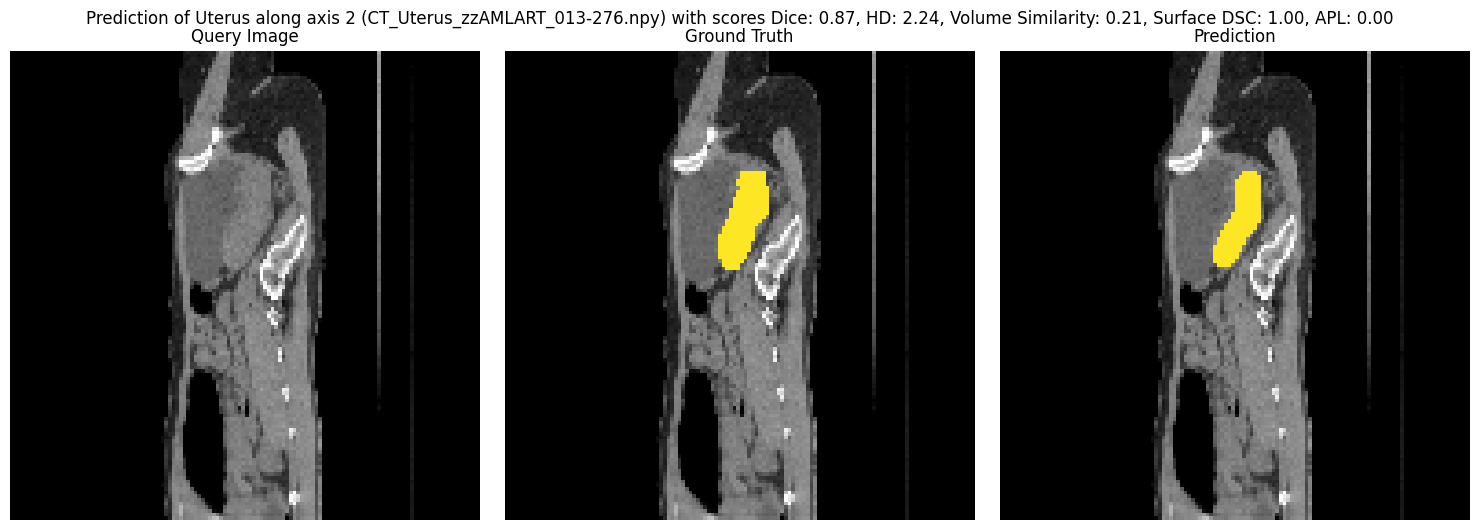 Prediction of Uterus along axis 2 (CT_Uterus_zzAMLART_013-276.npy) with scores Dice: 0.87, HD: 2.24, Volume Similarity: 0.21, Surface DSC: 1.00, APL: 0.00
Query Image
Ground Truth
Prediction